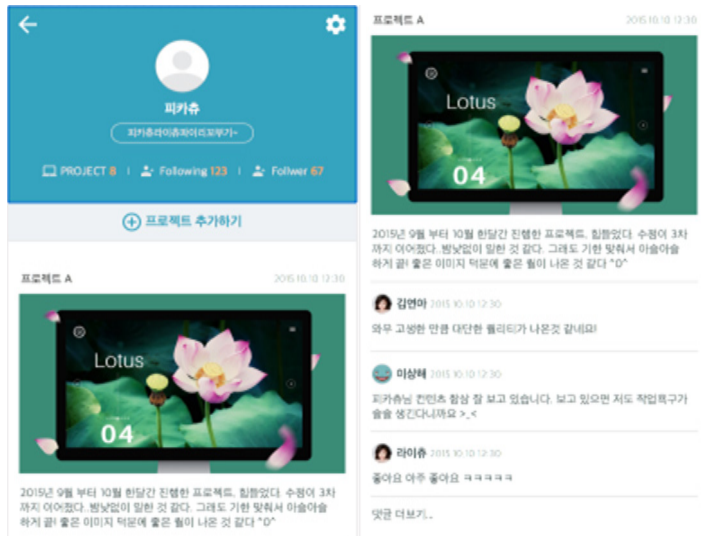 피카츄
피카츄라이츄파이리꼬부기~
PROJECT 8
Following 123
Follwer 67
프로젝트 추가하기
프로젝트 A 2015.10.10 12:30
Lotus
04
2015년 9월 부터 10월 한달간 진행한 프로젝트, 힘들었다. 수정이 3차
까지 이어졌다..밤낮없이 일한 것 같다. 그래도 기한 맞춰서 아슬아슬
하게 끝! 좋은 이미지 덕분에 좋은 퀄이 나온 것 같다 ^0^
프로젝트 A 2015.10.10 12:30
Lotus
04
2015년 9월 부터 10월 한달간 진행한 프로젝트, 힘들었다. 수정이 3차
까지 이어졌다..밤낮없이 일한 것 같다. 그래도 기한 맞춰서 아슬아슬
하게 끝! 좋은 이미지 덕분에 좋은 퀄이 나온 것 같다 ^0^
김연아 2015.10.10 12:30
와우 고생한 만큼 대단한 퀄리티가 나온것 같네요!
이상해 2015.10.10 12:30
피카츄님 컨텐츠 항상 잘 보고 있습니다. 보고 있으면 저도 작업욕구가
슬슬 생긴다니까요 >_<
라이츄 2015.10.10 12:30
좋아요 아주 좋아요 ㅋㅋㅋㅋㅋ
댓글 더보기...